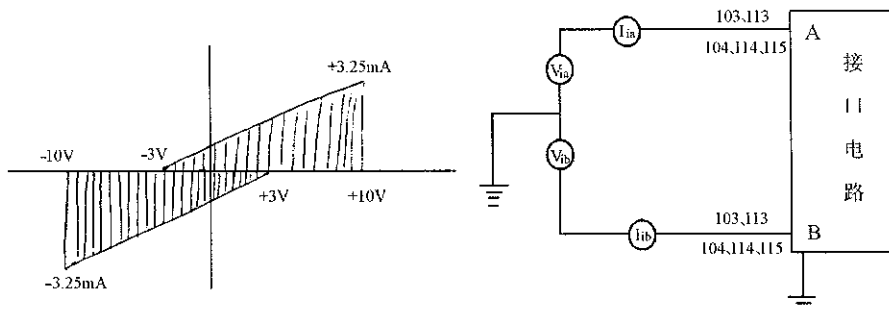 +3.25mA
-10V
-3V
+3V
+10V
-3.25mA
Iia
103、113
104、114、115
A
Via
接
口
电
路
Vib
Iib
103、113
104、114、115
B